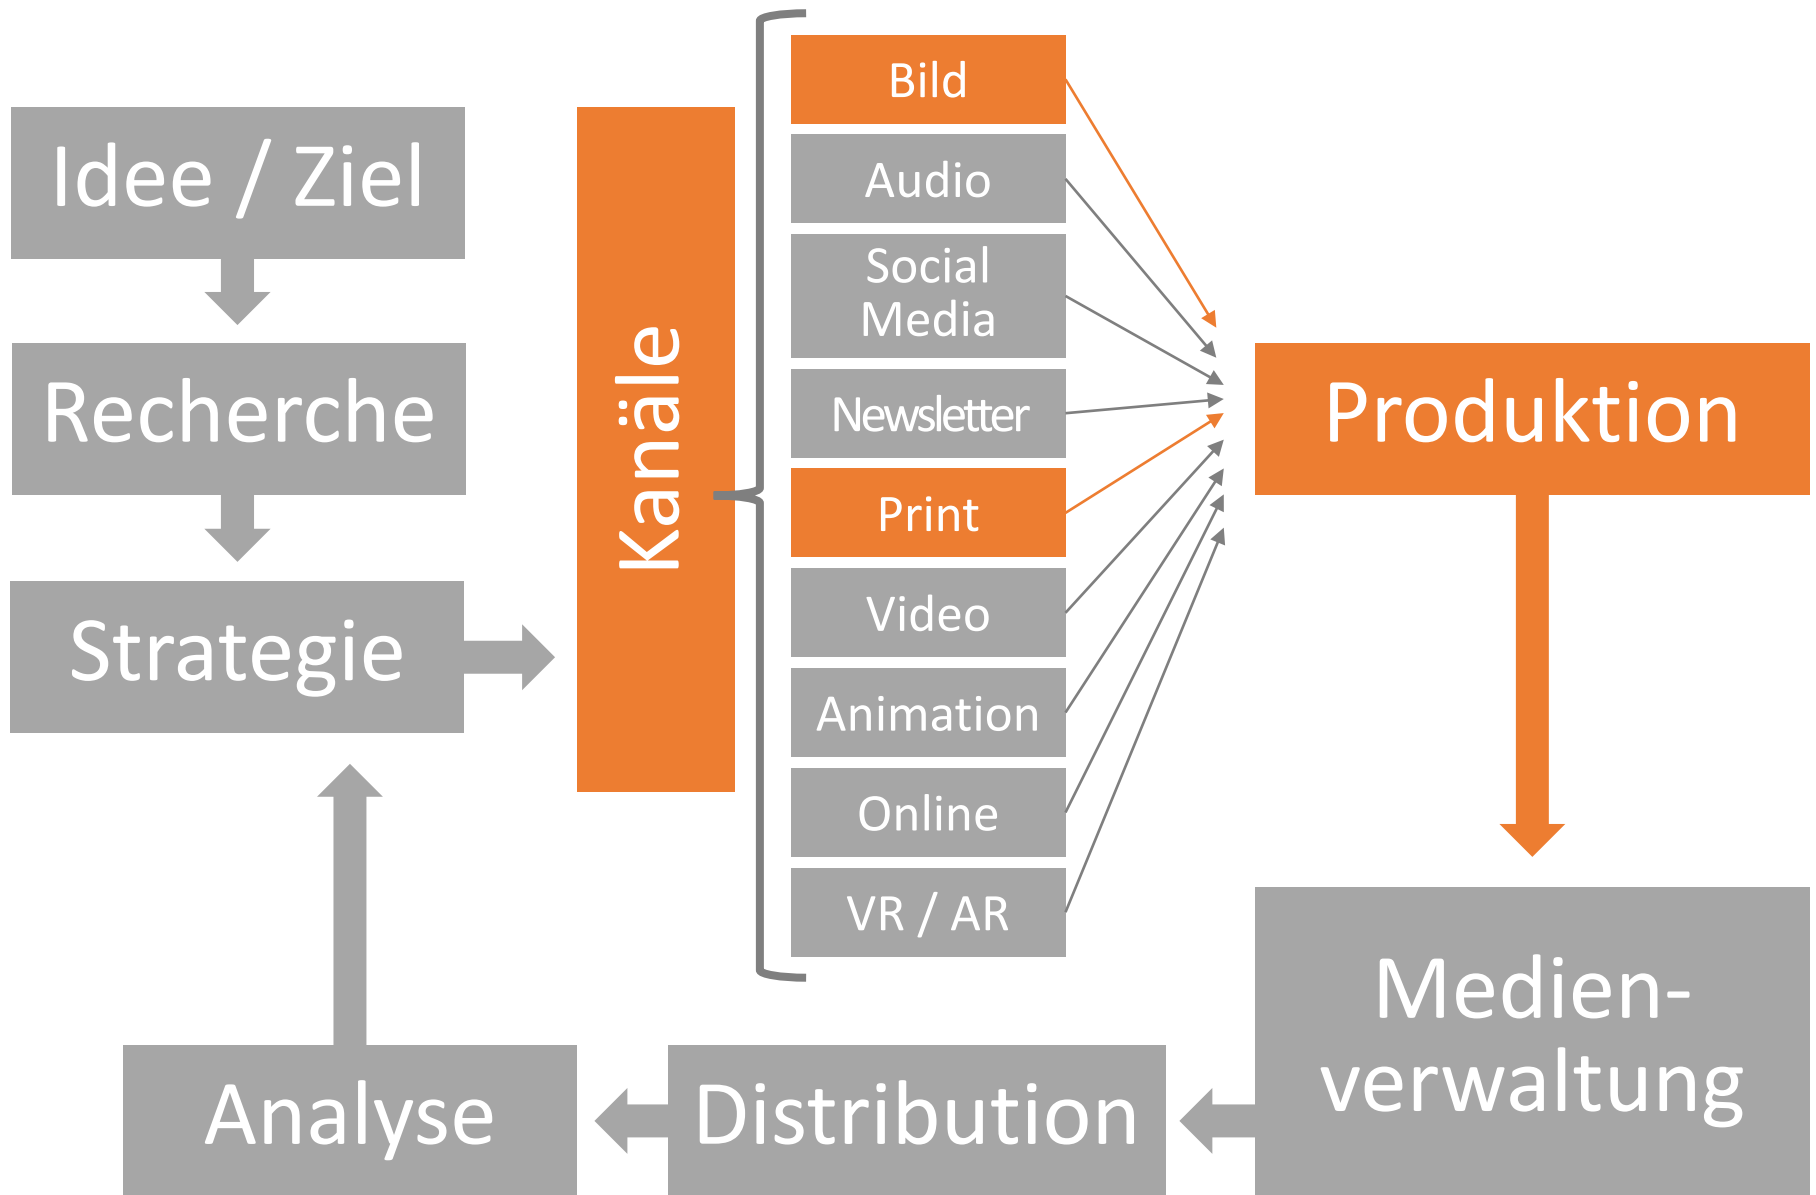 Idee / Ziel
Recherche
Strategie
Kanäle
Bild
Audio
Social
Media
Newsletter
Print
Video
Animation
Online
VR / AR
Produktion
Medien-
verwaltung
Distribution
Analyse